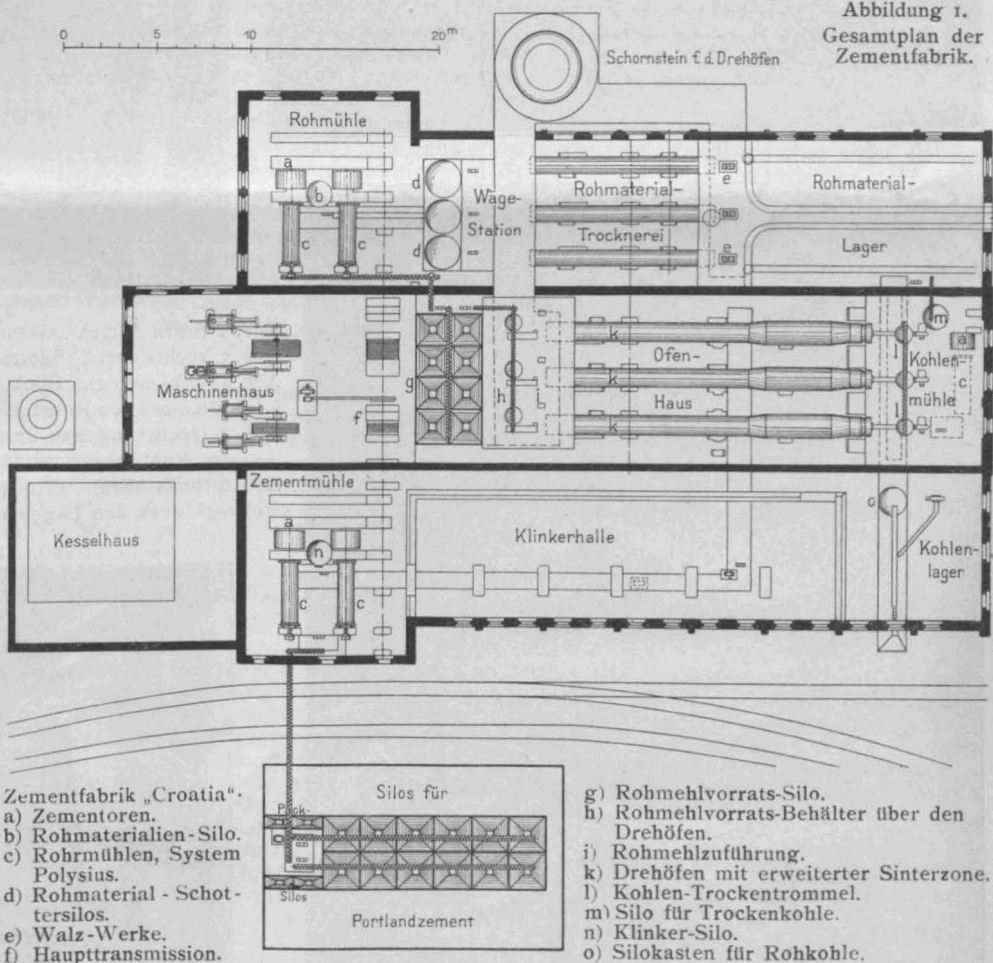 Abbildung 1.
Gesamtplan der
Zementfabrik.
0 5 10 20 m
Schornstein f. d. Drehöfen
Rohmühle
a
b
c c
d
d
Wäge-
Station
Rohmaterial-
Trocknerei
e
e
Rohmaterial-
Lager
Maschinenhaus
f
g
h
i
k
k
k
Ofen-
Haus
l
l
m
a
c
Kohlen-
mühle
Kesselhaus
Zementmühle
a
n
c c
Klinkerhalle
o
Kohlen-
lager
Silos für
Pack-
Silos
Portlandzement
Zementfabrik „Croatia“.
a) Zementoren.
b) Rohmaterialien-Silo.
c) Rohrmühlen, System
Polysius.
d) Rohmaterial - Schot-
tersilos.
e) Walz-Werke.
f) Haupttransmission.
g) Rohmehlvorrats-Silo.
h) Rohmehlvorrats-Behälter über den
Drehöfen.
i) Rohmehlzuführung.
k) Drehöfen mit erweiterter Sinterzone.
l) Kohlen-Trockentrommel.
m) Silo für Trockenkohle.
n) Klinker-Silo.
o) Silokasten für Rohkohle.